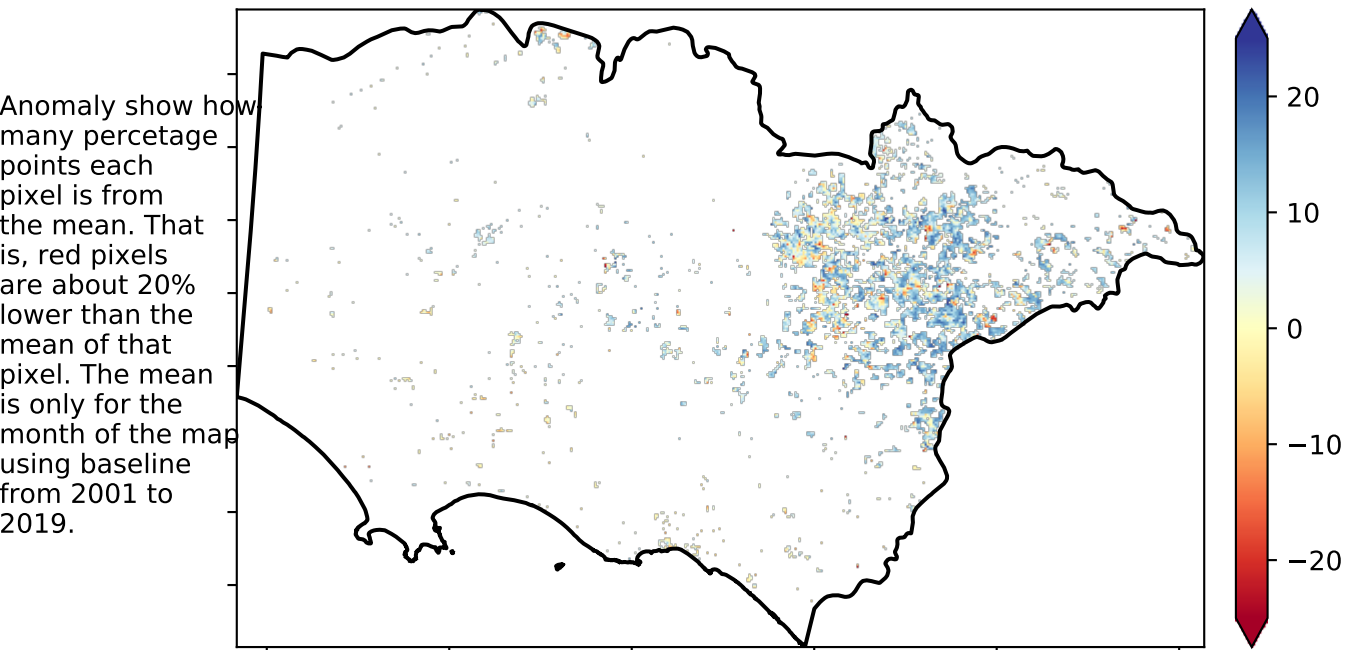 Anomaly show how
many percetage
points each
pixel is from
the mean. That
is, red pixels
are about 20%
lower than the
mean of that
pixel. The mean
is only for the
month of the map
using baseline
from 2001 to
2019.
20
10
0
−10
−20